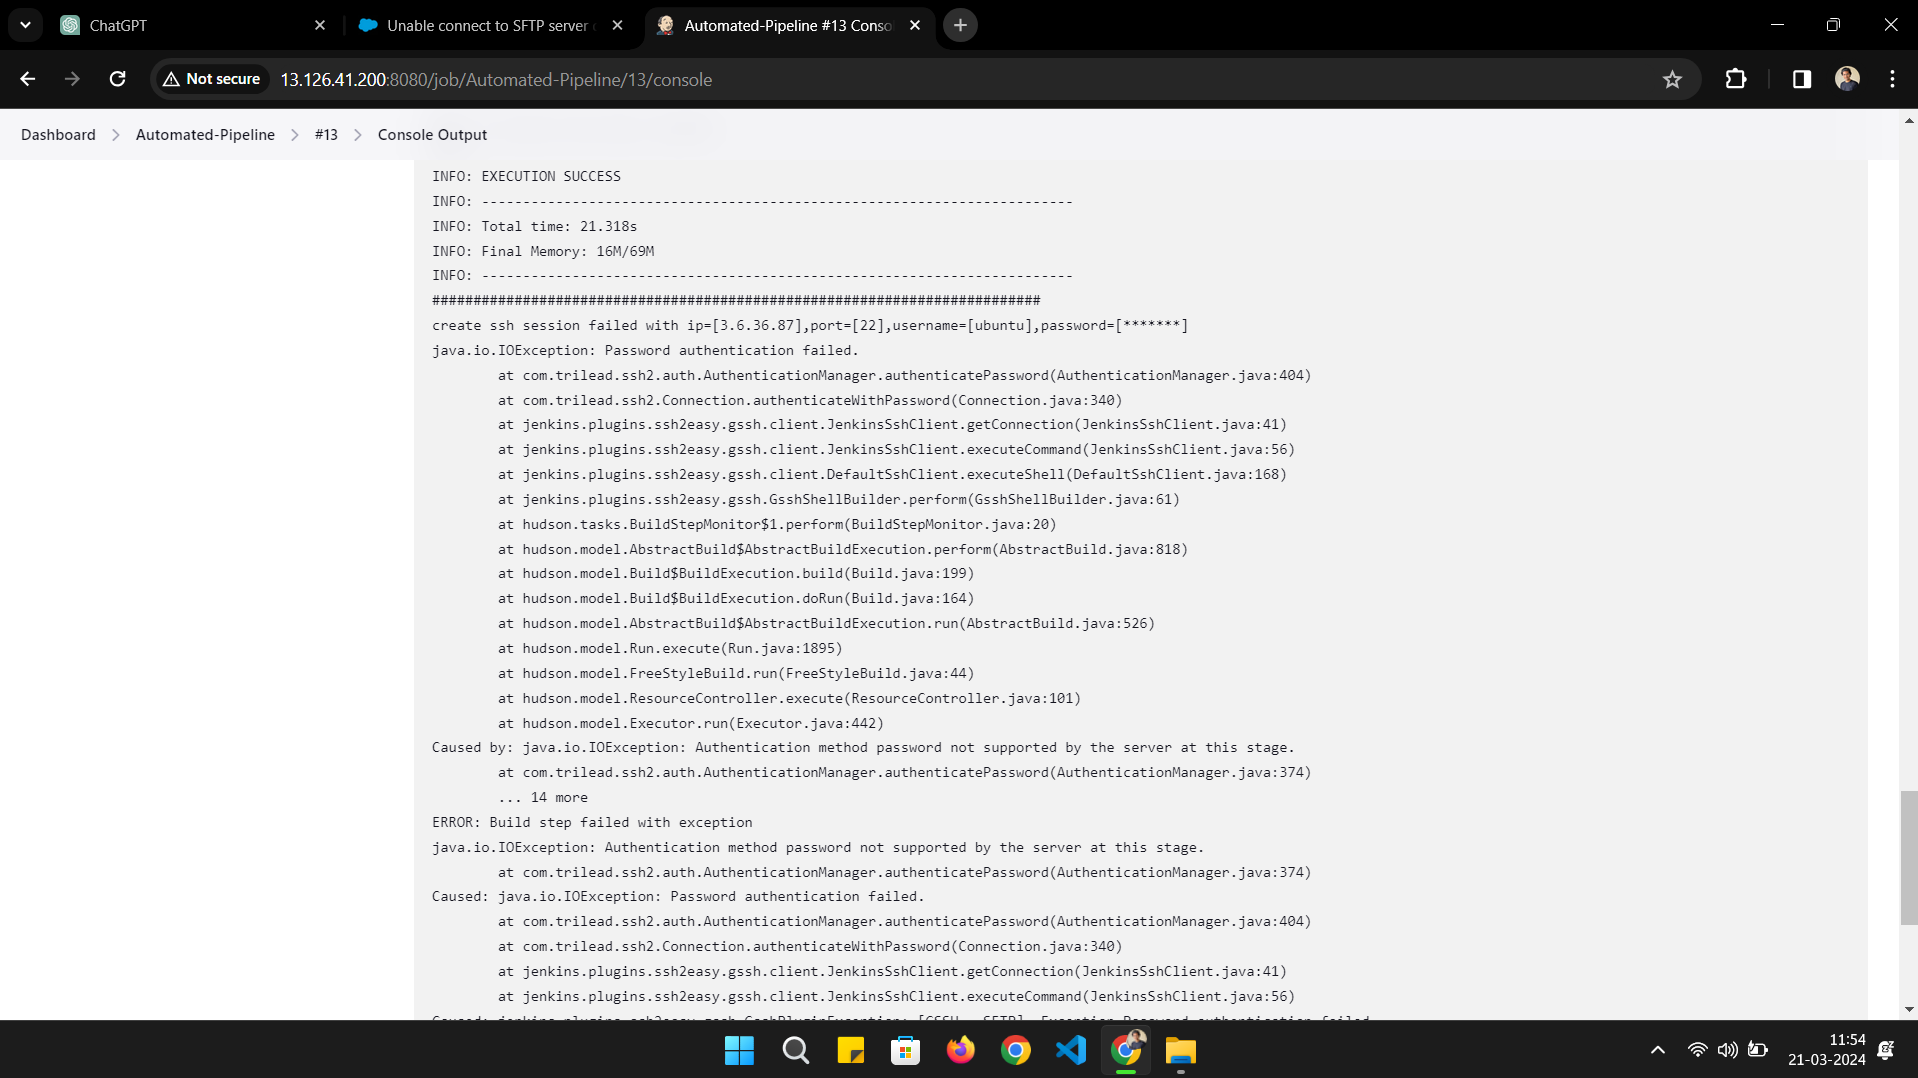 ChatGPT
Unable connect to SFTP server
Automated-Pipeline #13 Conso
Not secure
13.126.41.200:8080/job/Automated-Pipeline/13/console
Dashboard
Automated-Pipeline
#13
Console Output
INFO: EXECUTION SUCCESS
INFO: ------------------------------------------------------------------------
INFO: Total time: 21.318s
INFO: Final Memory: 16M/69M
INFO: ------------------------------------------------------------------------
##########################################################################
create ssh session failed with ip=[3.6.36.87],port=[22],username=[ubuntu],password=[*******]
java.io.IOException: Password authentication failed.
at com.trilead.ssh2.auth.AuthenticationManager.authenticatePassword(AuthenticationManager.java:404)
at com.trilead.ssh2.Connection.authenticateWithPassword(Connection.java:340)
at jenkins.plugins.ssh2easy.gssh.client.JenkinsSshClient.getConnection(JenkinsSshClient.java:41)
at jenkins.plugins.ssh2easy.gssh.client.JenkinsSshClient.executeCommand(JenkinsSshClient.java:56)
at jenkins.plugins.ssh2easy.gssh.client.DefaultSshClient.executeShell(DefaultSshClient.java:168)
at jenkins.plugins.ssh2easy.gssh.GsshShellBuilder.perform(GsshShellBuilder.java:61)
at hudson.tasks.BuildStepMonitor$1.perform(BuildStepMonitor.java:20)
at hudson.model.AbstractBuild$AbstractBuildExecution.perform(AbstractBuild.java:818)
at hudson.model.Build$BuildExecution.build(Build.java:199)
at hudson.model.Build$BuildExecution.doRun(Build.java:164)
at hudson.model.AbstractBuild$AbstractBuildExecution.run(AbstractBuild.java:526)
at hudson.model.Run.execute(Run.java:1895)
at hudson.model.FreeStyleBuild.run(FreeStyleBuild.java:44)
at hudson.model.ResourceController.execute(ResourceController.java:101)
at hudson.model.Executor.run(Executor.java:442)
Caused by: java.io.IOException: Authentication method password not supported by the server at this stage.
at com.trilead.ssh2.auth.AuthenticationManager.authenticatePassword(AuthenticationManager.java:374)
... 14 more
ERROR: Build step failed with exception
java.io.IOException: Authentication method password not supported by the server at this stage.
at com.trilead.ssh2.auth.AuthenticationManager.authenticatePassword(AuthenticationManager.java:374)
Caused: java.io.IOException: Password authentication failed.
at com.trilead.ssh2.auth.AuthenticationManager.authenticatePassword(AuthenticationManager.java:404)
at com.trilead.ssh2.Connection.authenticateWithPassword(Connection.java:340)
at jenkins.plugins.ssh2easy.gssh.client.JenkinsSshClient.getConnection(JenkinsSshClient.java:41)
at jenkins.plugins.ssh2easy.gssh.client.JenkinsSshClient.executeCommand(JenkinsSshClient.java:56)
11:54
21-03-2024